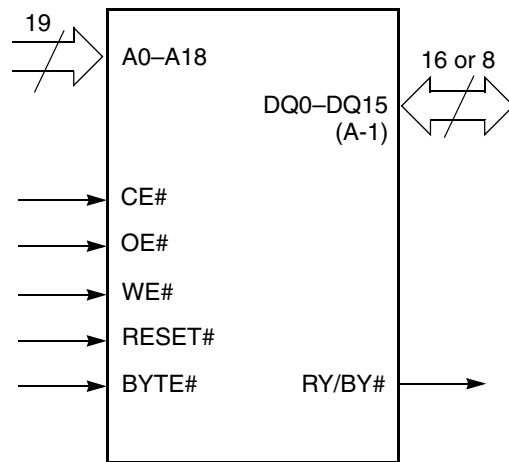 19
A0–A18
16 or 8
DQ0–DQ15
(A-1)
CE#
OE#
WE#
RESET#
BYTE#
RY/BY#